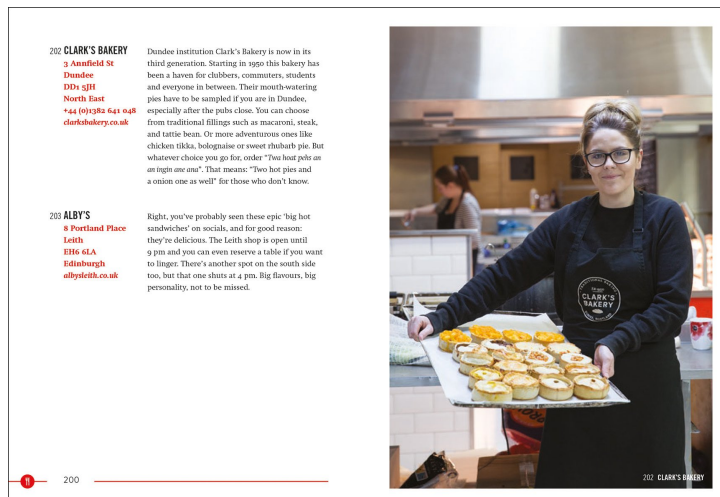 202 CLARK'S BAKERY
3 Annfield St
Dundee
DD1 5JH
North East
+44 (0)1382 641 048
clarksbakery.co.uk
Dundee institution Clark's Bakery is now in its
third generation. Starting in 1950 this bakery has
been a haven for clubbers, commuters, students
and everyone in between. Their mouth-watering
pies have to be sampled if you are in Dundee,
especially after the pubs close. You can choose
from traditional fillings such as macaroni, steak,
and tattie bean. Or more adventurous ones like
chicken tikka, bolognaise or sweet rhubarb pie. But
whatever choice you go for, order "Twa hoat pehs an
an ingin ane ana". That means: "Two hot pies and
a onion one as well" for those who don't know.
203 ALBY'S
8 Portland Place
Leith
EH6 6LA
Edinburgh
albysleith.co.uk
Right, you've probably seen these epic 'big hot
sandwiches' on socials, and for good reason:
they're delicious. The Leith shop is open until
9 pm and you can even reserve a table if you want
to linger. There's another spot on the south side
too, but that one shuts at 4 pm. Big flavours, big
personality, not to be missed.
200
CLARK'S
BAKERY
202 CLARK'S BAKERY